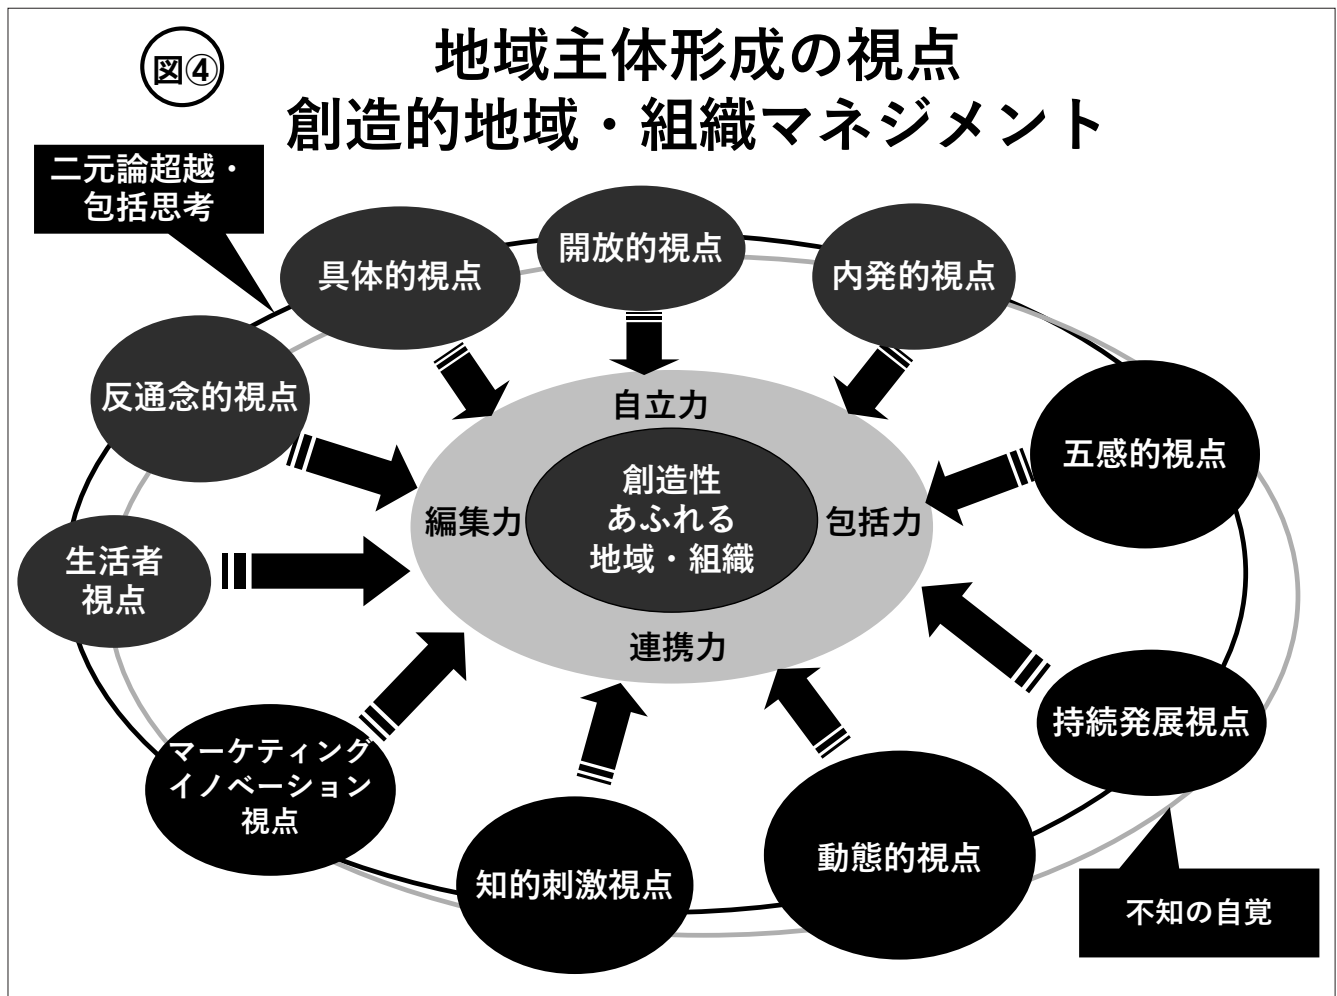 図④
地域主体形成の視点
創造的地域・組織マネジメント
二元論超越・
包括思考
具体的視点
開放的視点
内発的視点
反通念的視点
五感的視点
生活者
視点
自立力
編集力
創造性
あふれる
地域・組織
包括力
連携力
持続発展視点
マーケティング
イノベーション
視点
知的刺激視点
動態的視点
不知の自覚